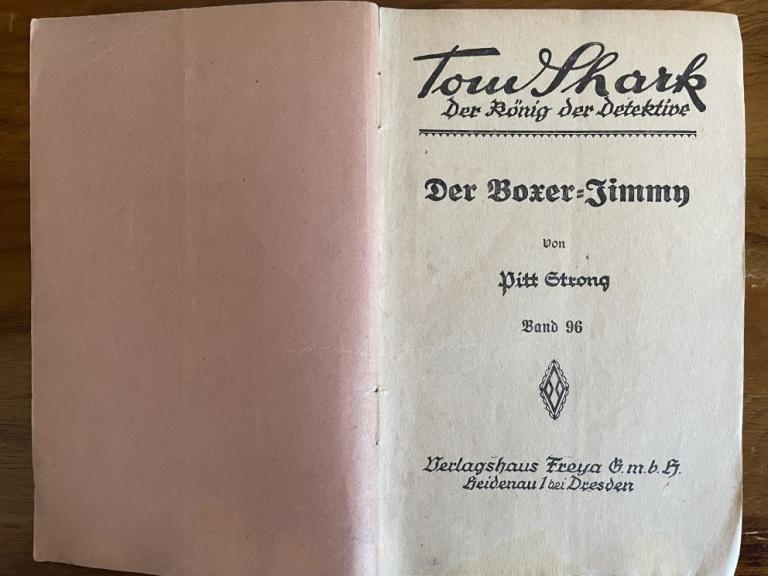 Tom Shark
Der König der Detektive
Der Boxer=Jimmy
von
Pitt Strong
Band 96
Verlagshaus Freya G.m.b.H.
Heidenau 1 bei Dresden